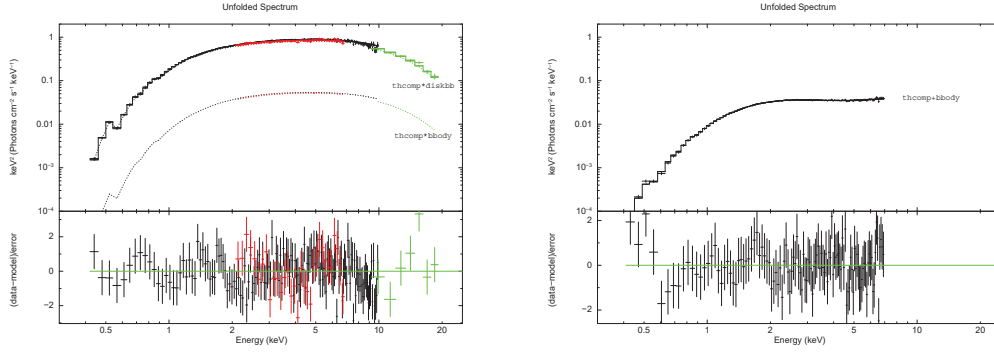 Unfolded Spectrum
keV² (Photons cm⁻² s⁻¹ keV⁻¹)
1
0.1
0.01
10⁻³
10⁻⁴
thcomp*diskbb
thcomp*bbody
(data−model)/error
2
0
−2
0.5
1
2
5
10
20
Energy (keV)
Unfolded Spectrum
keV² (Photons cm⁻² s⁻¹ keV⁻¹)
1
0.1
0.01
10⁻³
10⁻⁴
thcomp+bbody
(data−model)/error
2
0
−2
0.5
1
2
5
10
20
Energy (keV)